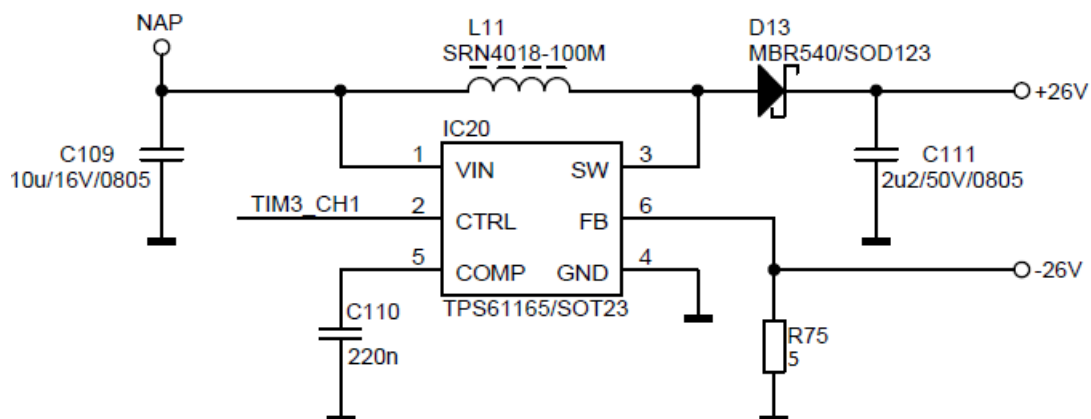 NAP
L11
SRN4018-100M
D13
MBR540/SOD123
+26V
C109
10u/16V/0805
IC20
1 VIN SW 3
C111
2u2/50V/0805
TIM3_CH1 2 CTRL FB 6
5 COMP GND 4
-26V
TPS61165/SOT23
C110
220n
R75
5